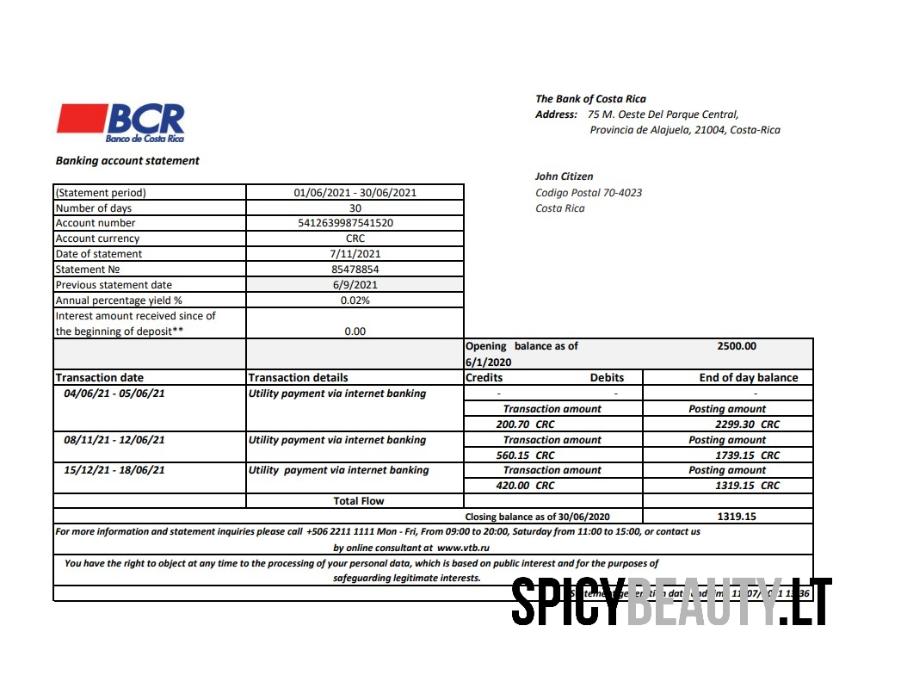 BCR
Banco de Costa Rica
The Bank of Costa Rica
Address: 75 M. Oeste Del Parque Central,
Provincia de Alajuela, 21004, Costa-Rica
Banking account statement
John Citizen
Codigo Postal 70-4023
Costa Rica
(Statement period) 01/06/2021 - 30/06/2021
Number of days 30
Account number 5412639987541520
Account currency CRC
Date of statement 7/11/2021
Statement № 85478854
Previous statement date 6/9/2021
Annual percentage yield % 0.02%
Interest amount received since of
the beginning of deposit** 0.00
Opening balance as of 2500.00
6/1/2020
Transaction date Transaction details Credits Debits End of day balance
04/06/21 - 05/06/21 Utility payment via internet banking - - -
Transaction amount Posting amount
200.70 CRC 2299.30 CRC
08/11/21 - 12/06/21 Utility payment via internet banking Transaction amount Posting amount
560.15 CRC 1739.15 CRC
15/12/21 - 18/06/21 Utility payment via internet banking Transaction amount Posting amount
420.00 CRC 1319.15 CRC
Total Flow
Closing balance as of 30/06/2020 1319.15
For more information and statement inquiries please call +506 2211 1111 Mon - Fri, From 09:00 to 20:00, Saturday from 11:00 to 15:00, or contact us
by online consultant at www.vtb.ru
You have the right to object at any time to the processing of your personal data, which is based on public interest and for the purposes of
safeguarding legitimate interests.
SPICYBEAUTY.LT